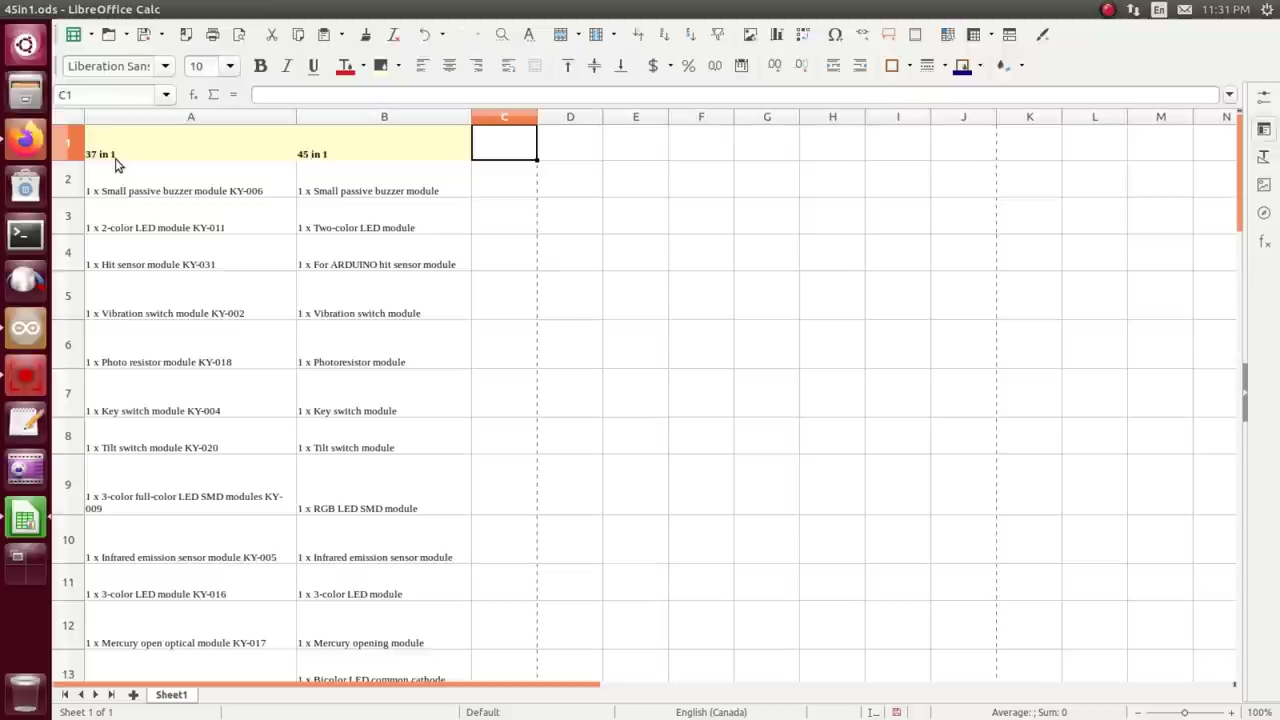 45in1.ods - LibreOffice Calc
En
11:31 PM
Liberation Sans
10
C1
A B C D E F G H I J K L M N
1 37 in 1 45 in 1
2 1 x Small passive buzzer module KY-006 1 x Small passive buzzer module
3 1 x 2-color LED module KY-011 1 x Two-color LED module
4 1 x Hit sensor module KY-031 1 x For ARDUINO hit sensor module
5 1 x Vibration switch module KY-002 1 x Vibration switch module
6 1 x Photo resistor module KY-018 1 x Photoresistor module
7 1 x Key switch module KY-004 1 x Key switch module
8 1 x Tilt switch module KY-020 1 x Tilt switch module
9 1 x 3-color full-color LED SMD modules KY-
009 1 x RGB LED SMD module
10 1 x Infrared emission sensor module KY-005 1 x Infrared emission sensor module
11 1 x 3-color LED module KY-016 1 x 3-color LED module
12 1 x Mercury open optical module KY-017 1 x Mercury opening module
13 1 x Bicolor LED common cathode
Sheet1
Sheet 1 of 1 Default English (Canada) Average: ; Sum: 0 100%